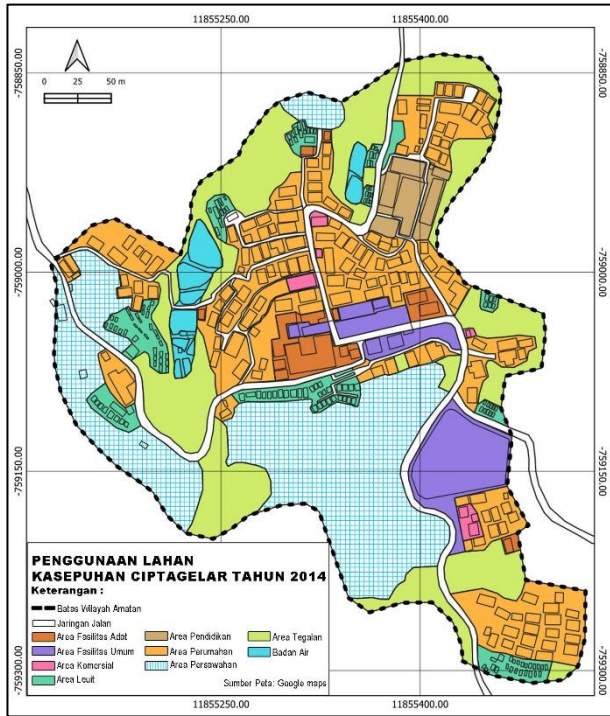 11855250.00 11855400.00
-758850.00 -758850.00
0 25 50 m
-759000.00 -759000.00
-759150.00 -759150.00
PENGGUNAAN LAHAN
KASEPUHAN CIPTAGELAR TAHUN 2014
Keterangan :
Batas Wilayah Amatan
Jaringan Jalan
Area Fasilitas Adat Area Pendidikan Area Tegalan
Area Fasilitas Umum Area Perumahan Badan Air
Area Komersial Area Persawahan
Area Leuit Sumber Peta: Google maps
-759300.00 -759300.00
11855250.00 11855400.00